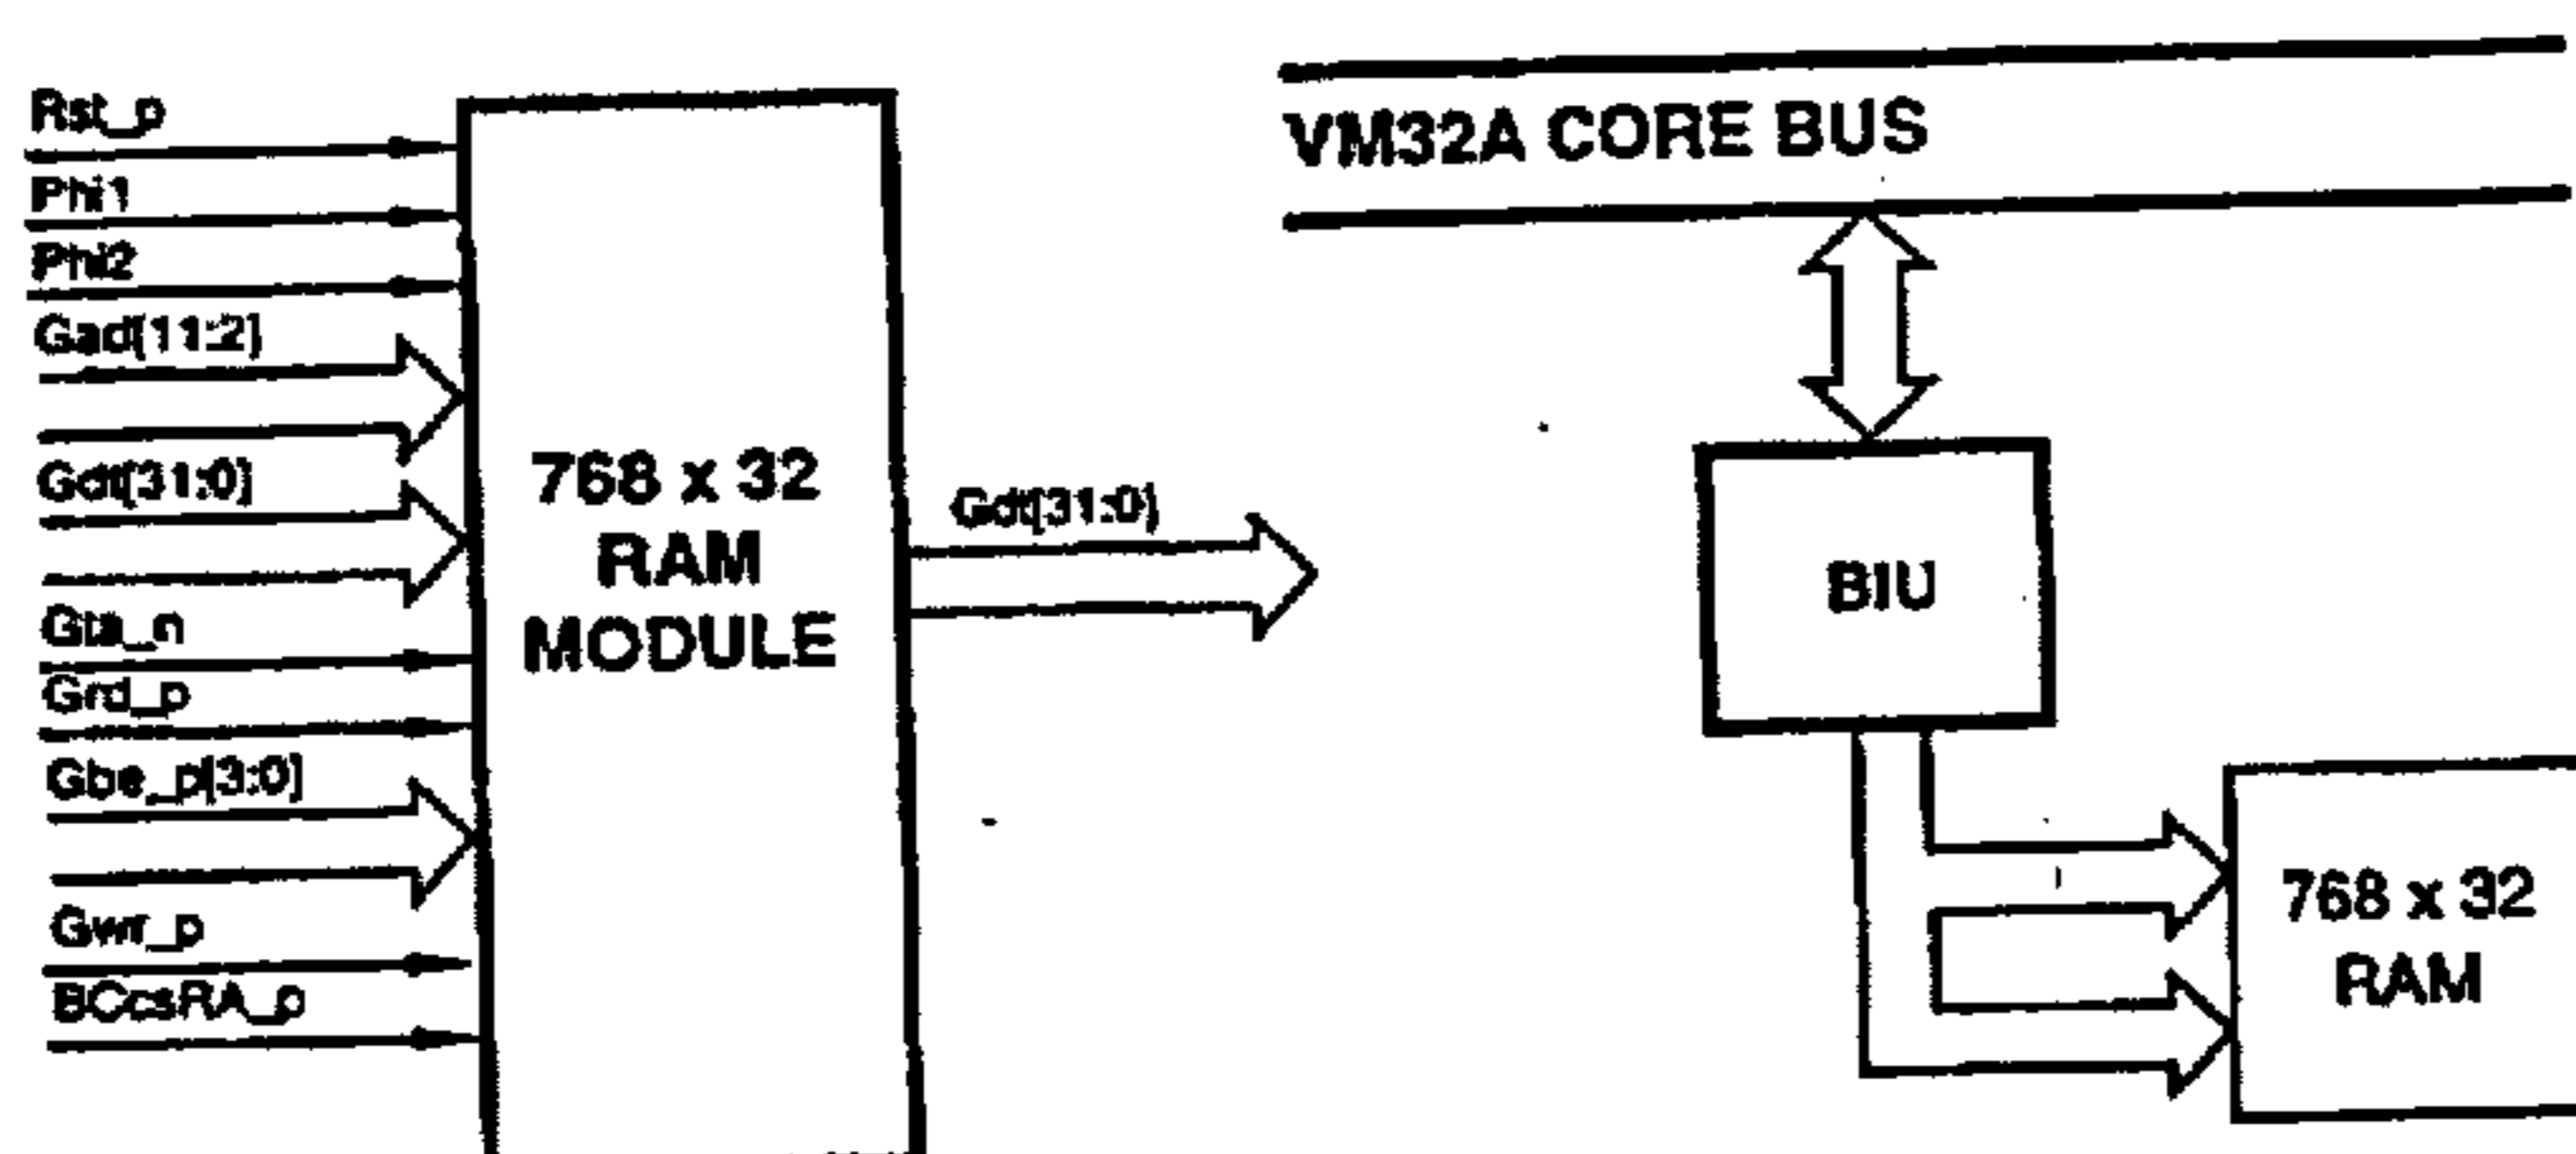 Rst_p
Phi1
Phi2
Gad[11:2]
Gdt[31:0]
Gta_n
Grd_p
Gbe_p[3:0]
Gwr_p
BCcsRA_p
768 x 32
RAM
MODULE
Gdt[31:0]
VM32A CORE BUS
BIU
768 x 32
RAM